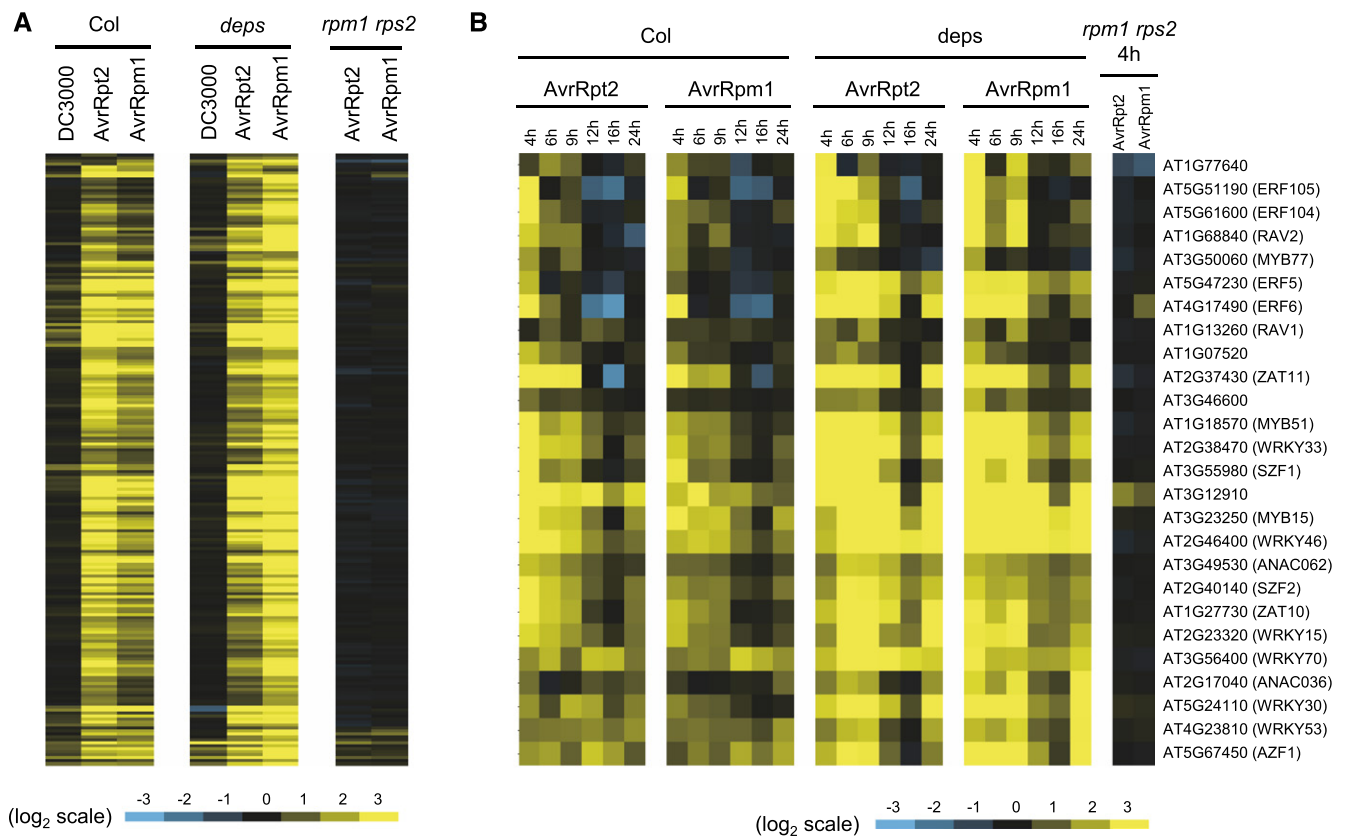 A
Col
deps
rpm1 rps2
DC3000
AvrRpt2
AvrRpm1
DC3000
AvrRpt2
AvrRpm1
AvrRpt2
AvrRpm1
(log2 scale)
-3 -2 -1 0 1 2 3
B
Col
deps
rpm1 rps2
4h
AvrRpt2
AvrRpm1
AvrRpt2
AvrRpm1
AvrRpt2
AvrRpm1
4h 6h 9h 12h 16h 24h
4h 6h 9h 12h 16h 24h
4h 6h 9h 12h 16h 24h
4h 6h 9h 12h 16h 24h
AT1G77640
AT5G51190 (ERF105)
AT5G61600 (ERF104)
AT1G68840 (RAV2)
AT3G50060 (MYB77)
AT5G47230 (ERF5)
AT4G17490 (ERF6)
AT1G13260 (RAV1)
AT1G07520
AT2G37430 (ZAT11)
AT3G46600
AT1G18570 (MYB51)
AT2G38470 (WRKY33)
AT3G55980 (SZF1)
AT3G12910
AT3G23250 (MYB15)
AT2G46400 (WRKY46)
AT3G49530 (ANAC062)
AT2G40140 (SZF2)
AT1G27730 (ZAT10)
AT2G23320 (WRKY15)
AT3G56400 (WRKY70)
AT2G17040 (ANAC036)
AT5G24110 (WRKY30)
AT4G23810 (WRKY53)
AT5G67450 (AZF1)
(log2 scale)
-3 -2 -1 0 1 2 3